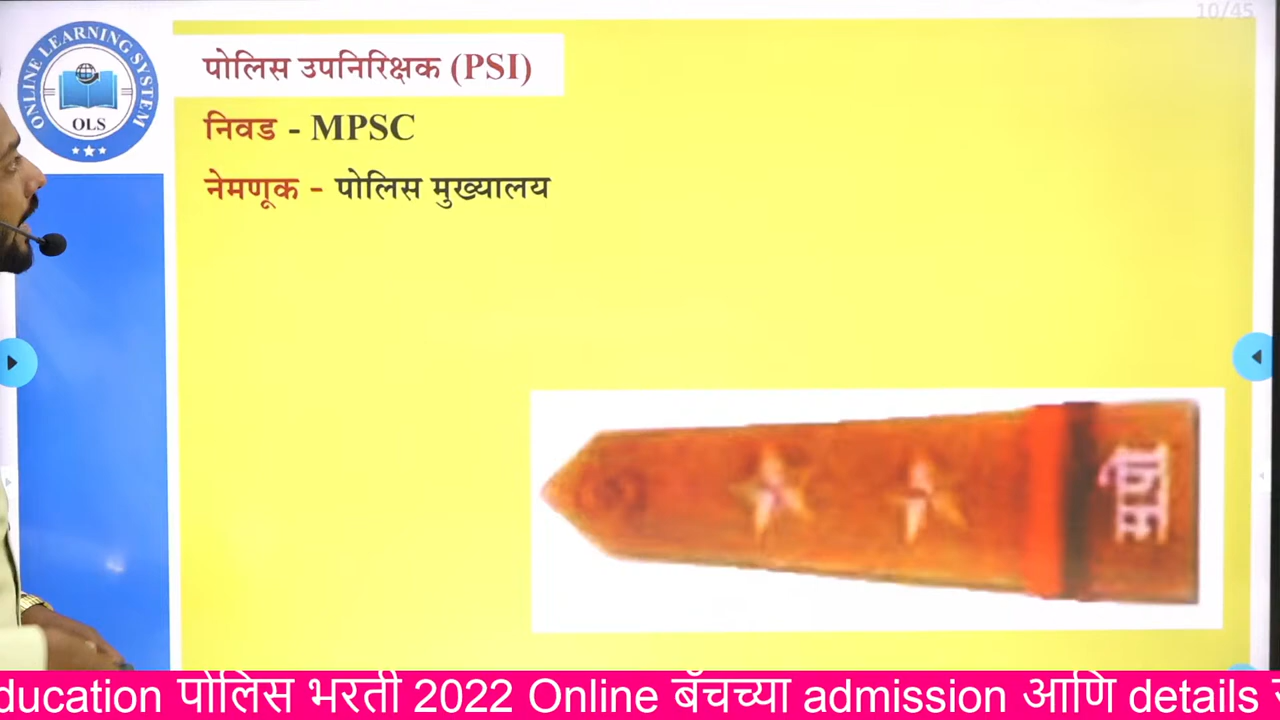 10/45
ONLINE LEARNING SYSTEM
OLS
पोलिस उपनिरिक्षक (PSI)
निवड - MPSC
नेमणूक - पोलिस मुख्यालय
मपो
ducation पोलिस भरती 2022 Online बॅचच्या admission आणि details